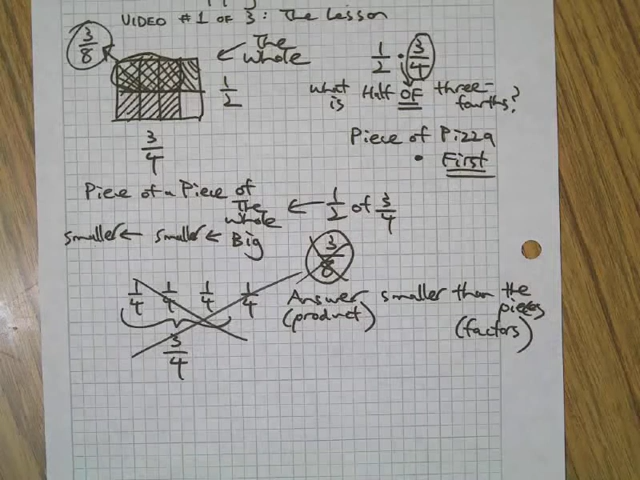 VIDEO #1 OF 3: The Lesson
3/8
← The whole
1/2
3/4
1/2 · 3/4
what is Half OF three-fourths?
Piece of Pizza
• First
Piece of a Piece of The whole ← 1/2 of 3/4
smaller ← smaller ← Big
3/8
1/4 1/4 1/4 1/4
3/4
Answer smaller than the pieces
(product) (factors)